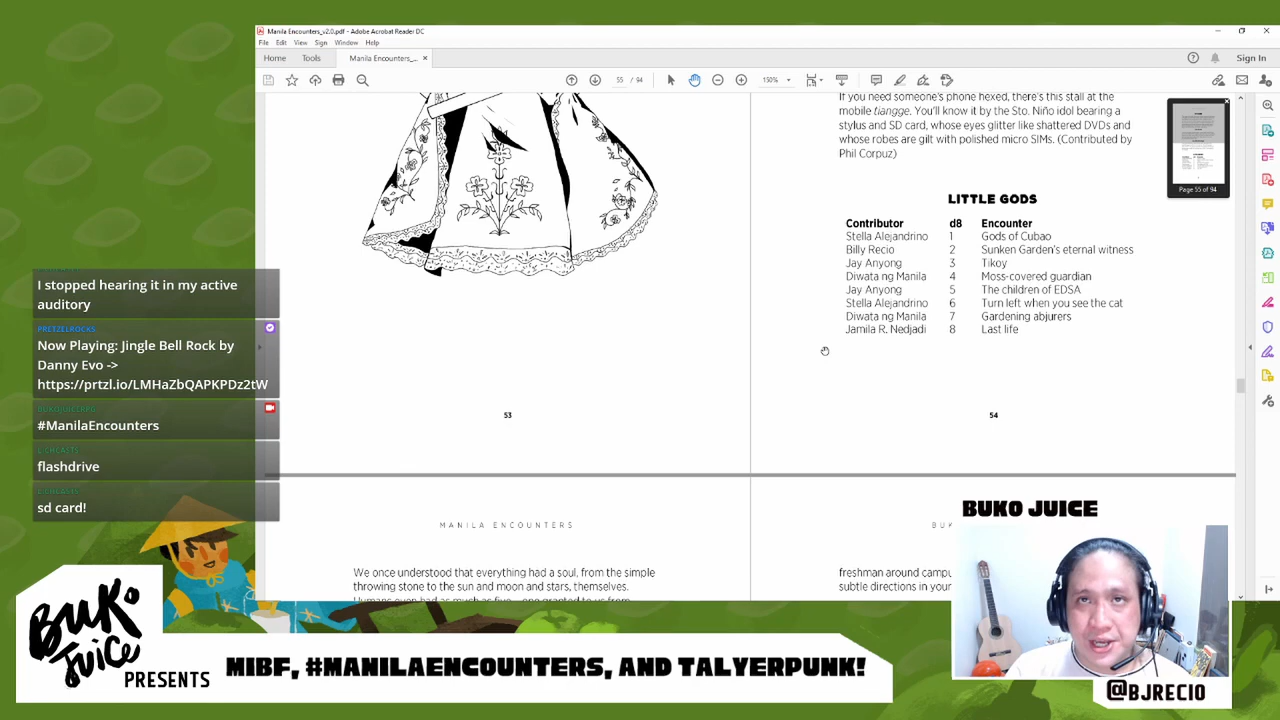 Manila Encounters_v2.0.pdf - Adobe Acrobat Reader DC
File Edit View Sign Window Help
Home Tools Manila Encounters_... ×
Sign In
55 / 94
150%
If you need someone's phone hexed, there's this stall at the
mobile tiangge. You'll know it by the Sto. Niño idol bearing a
stylus and SD card, whose eyes glitter like shattered DVDs and
whose robes are gilt with polished micro SIMs. (Contributed by
Phil Corpuz)
Page 55 of 94
LITTLE GODS
Contributor d8 Encounter
Stella Alejandrino 1 Gods of Cubao
Billy Recio 2 Sunken Garden's eternal witness
Jay Anyong 3 Tikoy
Diwata ng Manila 4 Moss-covered guardian
Jay Anyong 5 The children of EDSA
Stella Alejandrino 6 Turn left when you see the cat
Diwata ng Manila 7 Gardening abjurers
Jamila R. Nedjadi 8 Last life
53
54
MANILA ENCOUNTERS
BUK
We once understood that everything had a soul, from the simple
throwing stone to the sun and moon and stars, themselves.
freshman around campu
subtle directions in your
I stopped hearing it in my active
auditory
PRETZELROCKS
Now Playing: Jingle Bell Rock by
Danny Evo ->
https://prtzl.io/LMHaZbQAPKPDz2tW
BUKOJUICERPG
#ManilaEncounters
flashdrive
sd card!
BUKO JUICE
BUKO
JUICE
PRESENTS
MIBF, #MANILAENCOUNTERS, AND TALYERPUNK!
@BJRECIO